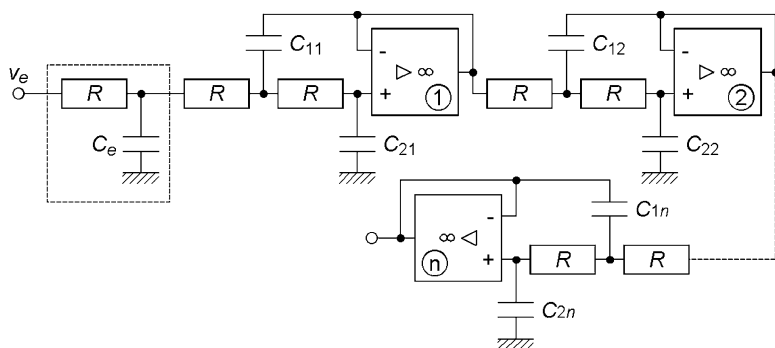 C11
C12
ve
R
R
R
- ▷ ∞
+ 1
R
R
- ▷ ∞
+ 2
Ce
C21
C22
C1n
∞ ◁ -
n +
R
R
C2n